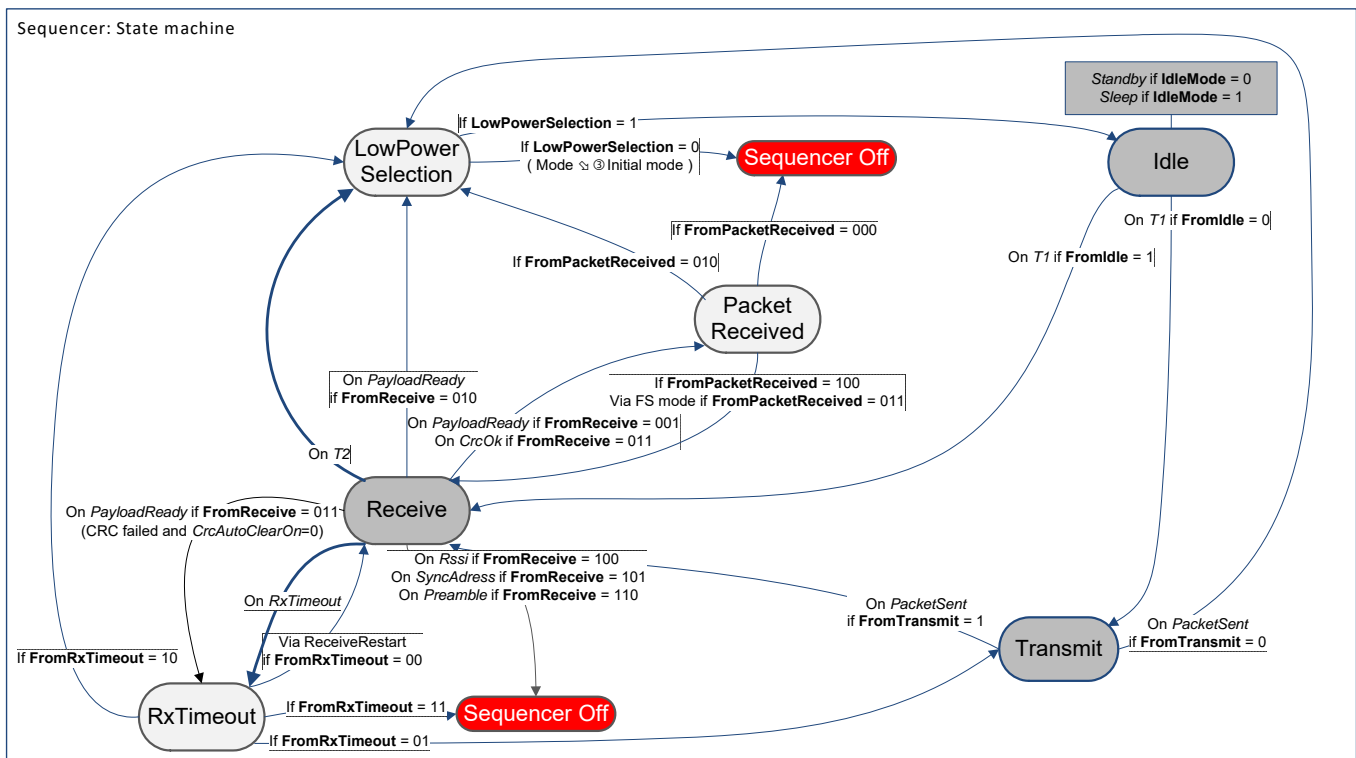 Sequencer: State machine
Standby if IdleMode = 0
Sleep if IdleMode = 1
If LowPowerSelection = 1
LowPower
Selection
If LowPowerSelection = 0
( Mode ⇘ ③ Initial mode )
Sequencer Off
Idle
On T1 if FromIdle = 0
If FromPacketReceived = 000
On T1 if FromIdle = 1
If FromPacketReceived = 010
Packet
Received
On PayloadReady
if FromReceive = 010
If FromPacketReceived = 100
Via FS mode if FromPacketReceived = 011
On PayloadReady if FromReceive = 001
On CrcOk if FromReceive = 011
On T2
Receive
On PayloadReady if FromReceive = 011
(CRC failed and CrcAutoClearOn=0)
On Rssi if FromReceive = 100
On SyncAdress if FromReceive = 101
On Preamble if FromReceive = 110
On RxTimeout
On PacketSent
if FromTransmit = 1
On PacketSent
if FromTransmit = 0
Via ReceiveRestart
if FromRxTimeout = 00
Transmit
If FromRxTimeout = 10
RxTimeout
If FromRxTimeout = 11
Sequencer Off
If FromRxTimeout = 01